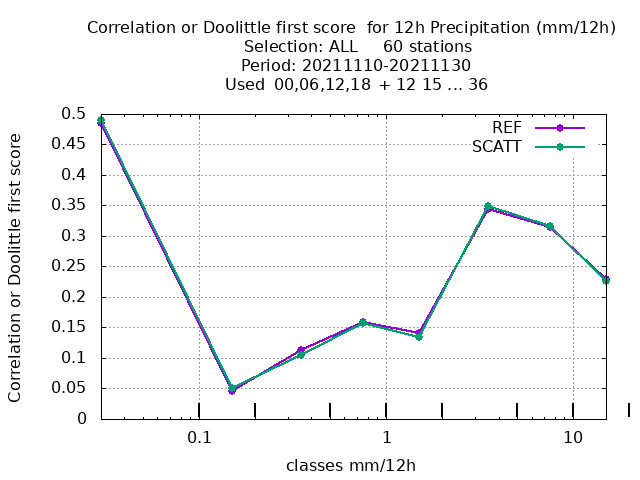 Correlation or Doolittle first score  for 12h Precipitation (mm/12h)
Selection: ALL     60 stations
Period: 20211110-20211130
Used  00,06,12,18  + 12 15 ... 36
REF
SCATT
Correlation or Doolittle first score
0.5
0.45
0.4
0.35
0.3
0.25
0.2
0.15
0.1
0.05
0
0.1 1 10
classes mm/12h